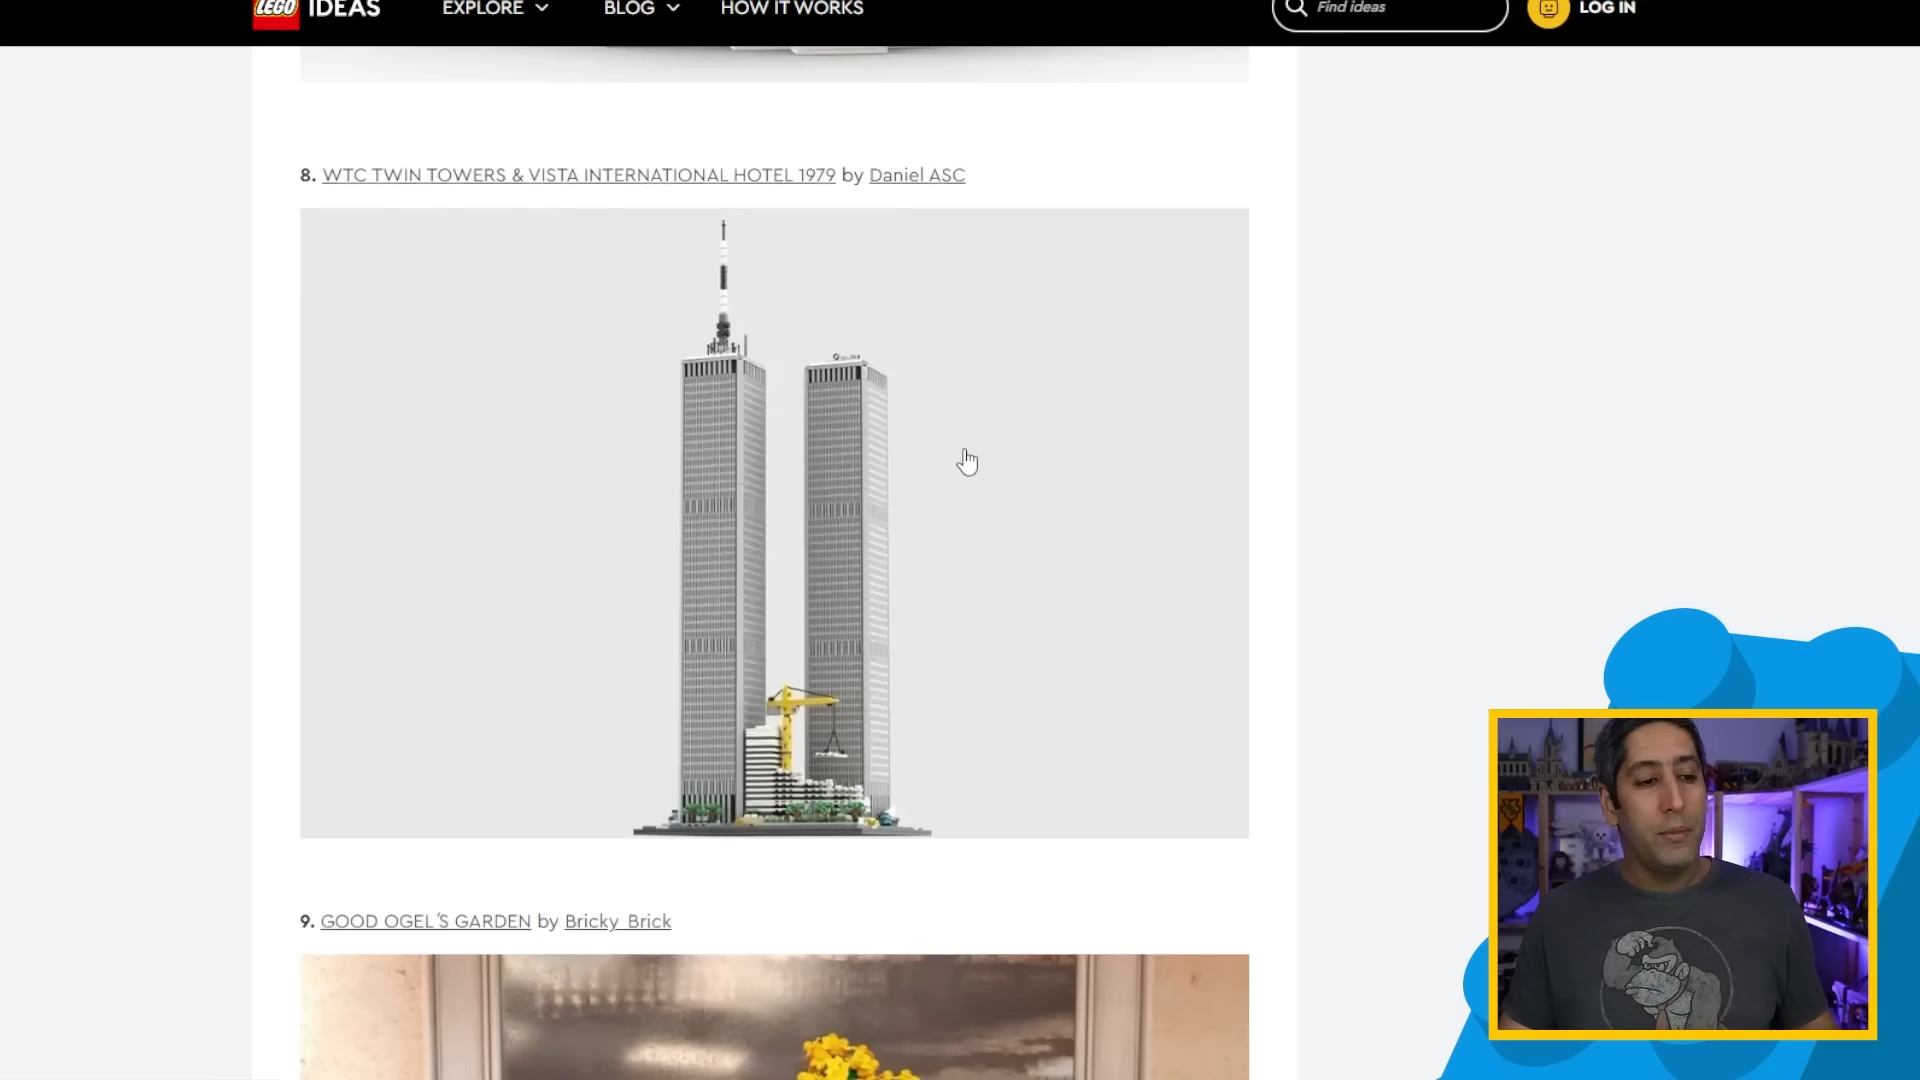 LEGO IDEAS EXPLORE BLOG HOW IT WORKS Find ideas LOG IN
8. WTC TWIN TOWERS & VISTA INTERNATIONAL HOTEL 1979 by Daniel ASC
9. GOOD OGEL'S GARDEN by Bricky_Brick